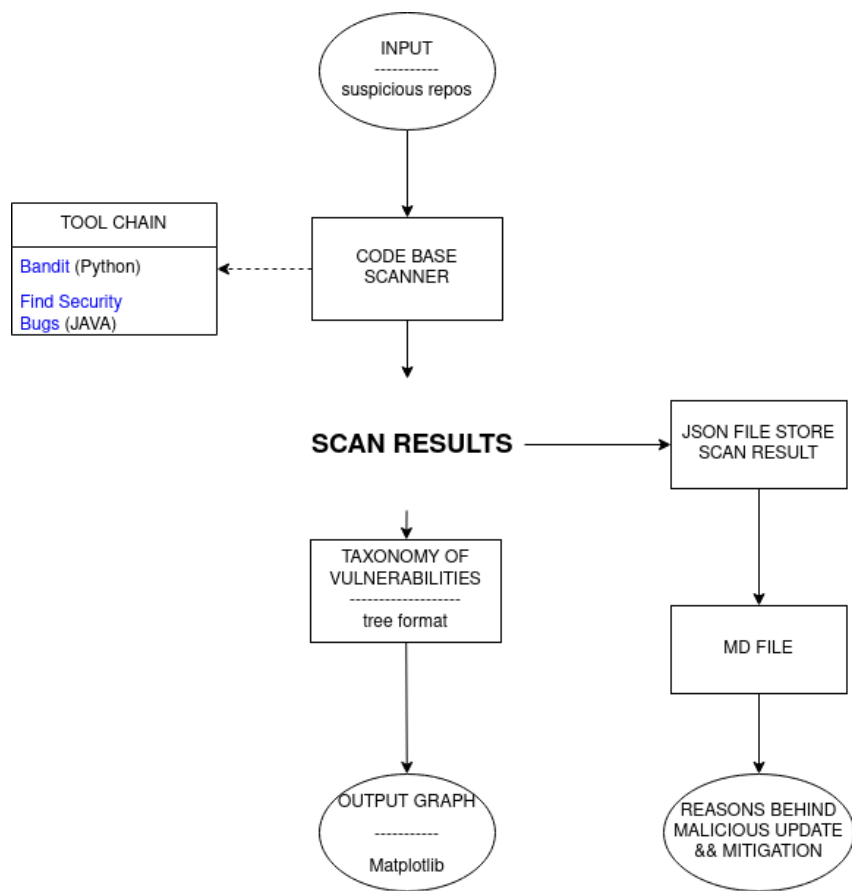 INPUT
-----------
suspicious repos
TOOL CHAIN
Bandit (Python)
Find Security
Bugs (JAVA)
CODE BASE
SCANNER
SCAN RESULTS
JSON FILE STORE
SCAN RESULT
TAXONOMY OF
VULNERABILITIES
-------------------
tree format
MD FILE
OUTPUT GRAPH
-----------
Matplotlib
REASONS BEHIND
MALICIOUS UPDATE
&& MITIGATION